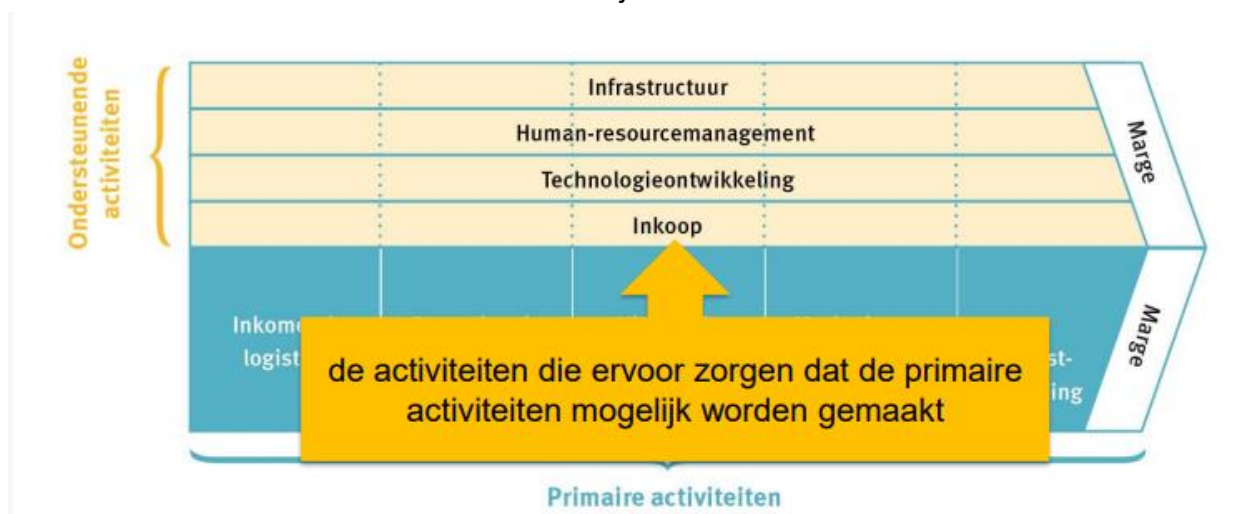 Ondersteunende
activiteiten
Infrastructuur
Human-resourcemanagement
Technologieontwikkeling
Inkoop
Marge
Marge
de activiteiten die ervoor zorgen dat de primaire
activiteiten mogelijk worden gemaakt
Primaire activiteiten